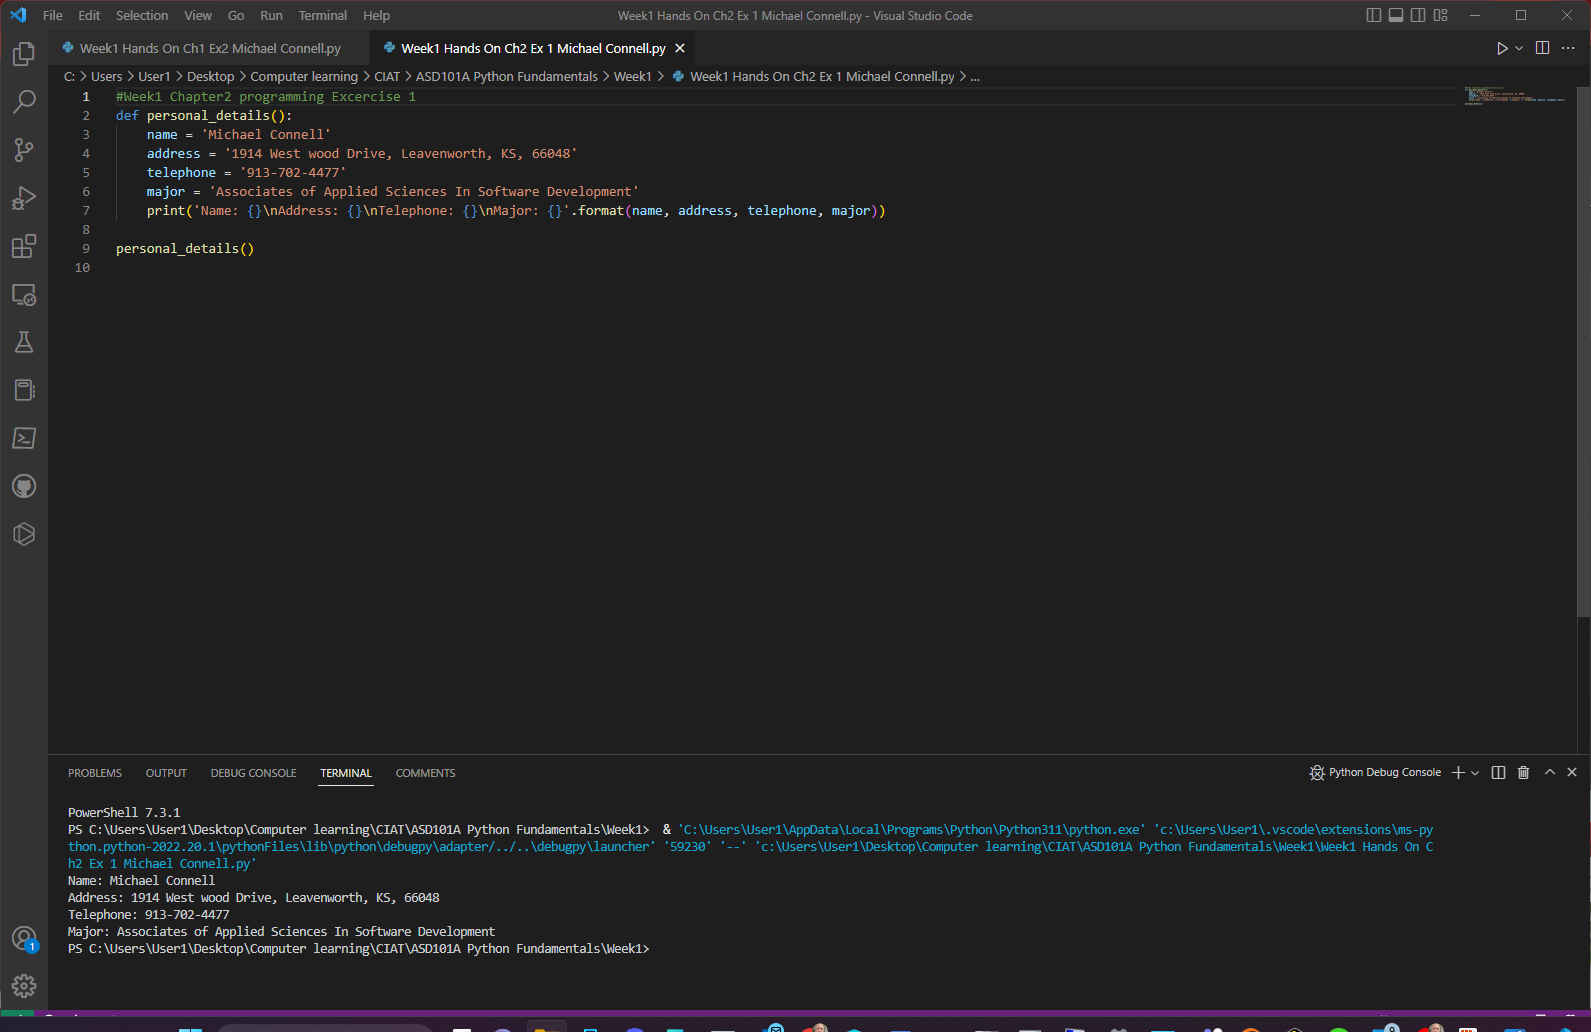 File Edit Selection View Go Run Terminal Help Week1 Hands On Ch2 Ex 1 Michael Connell.py - Visual Studio Code
Week1 Hands On Ch1 Ex2 Michael Connell.py Week1 Hands On Ch2 Ex 1 Michael Connell.py
C: > Users > User1 > Desktop > Computer learning > CIAT > ASD101A Python Fundamentals > Week1 > Week1 Hands On Ch2 Ex 1 Michael Connell.py > ...
1 #Week1 Chapter2 programming Excercise 1
2 def personal_details():
3     name = 'Michael Connell'
4     address = '1914 West wood Drive, Leavenworth, KS, 66048'
5     telephone = '913-702-4477'
6     major = 'Associates of Applied Sciences In Software Development'
7     print('Name: {}\nAddress: {}\nTelephone: {}\nMajor: {}'.format(name, address, telephone, major))
8
9 personal_details()
10
PROBLEMS OUTPUT DEBUG CONSOLE TERMINAL COMMENTS Python Debug Console
PowerShell 7.3.1
PS C:\Users\User1\Desktop\Computer learning\CIAT\ASD101A Python Fundamentals\Week1>  & 'C:\Users\User1\AppData\Local\Programs\Python\Python311\python.exe' 'c:\Users\User1\.vscode\extensions\ms-py
thon.python-2022.20.1\pythonFiles\lib\python\debugpy\adapter/../..\debugpy\launcher' '59230' '--' 'c:\Users\User1\Desktop\Computer learning\CIAT\ASD101A Python Fundamentals\Week1\Week1 Hands On C
h2 Ex 1 Michael Connell.py'
Name: Michael Connell
Address: 1914 West wood Drive, Leavenworth, KS, 66048
Telephone: 913-702-4477
Major: Associates of Applied Sciences In Software Development
1
PS C:\Users\User1\Desktop\Computer learning\CIAT\ASD101A Python Fundamentals\Week1>